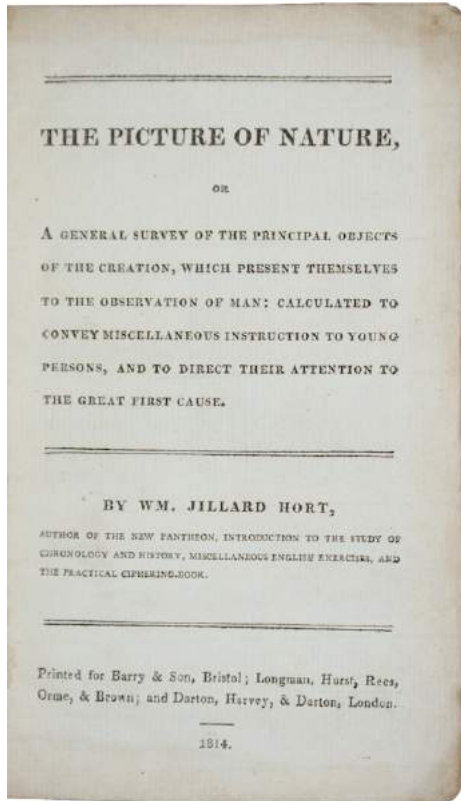 THE PICTURE OF NATURE,
OR
A GENERAL SURVEY OF THE PRINCIPAL OBJECTS
OF THE CREATION, WHICH PRESENT THEMSELVES
TO THE OBSERVATION OF MAN: CALCULATED TO
CONVEY MISCELLANEOUS INSTRUCTION TO YOUNG
PERSONS, AND TO DIRECT THEIR ATTENTION TO
THE GREAT FIRST CAUSE.
BY WM. JILLARD HORT,
AUTHOR OF THE NEW PANTHEON, INTRODUCTION TO THE STUDY OF
CHRONOLOGY AND HISTORY, MISCELLANEOUS ENGLISH EXERCISES, AND
THE PRACTICAL CIPHERING-BOOK.
Printed for Barry & Son, Bristol; Longman, Hurst, Rees,
Orme, & Brown; and Darton, Harvey, & Darton, London.
1814.